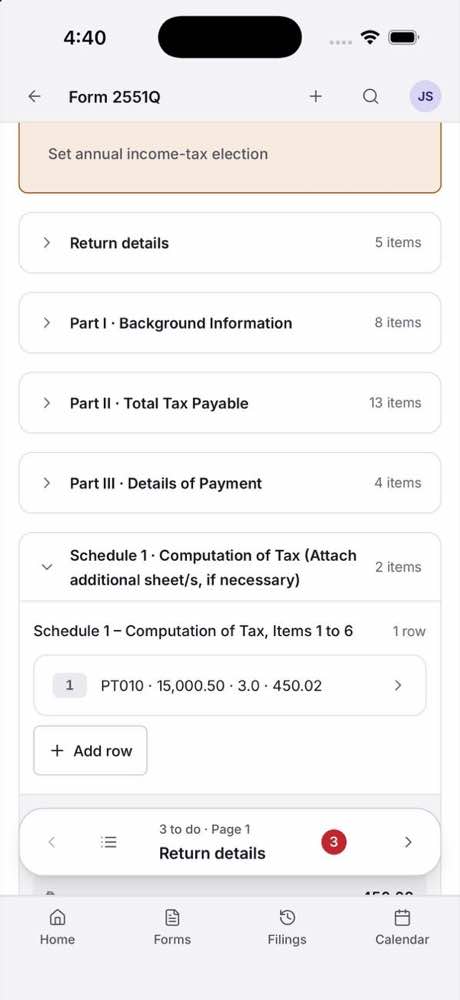 4:40
Form 2551Q
JS
Set annual income-tax election
Return details
5 items
Part I · Background Information
8 items
Part II · Total Tax Payable
13 items
Part III · Details of Payment
4 items
Schedule 1 · Computation of Tax (Attach
additional sheet/s, if necessary)
2 items
Schedule 1 – Computation of Tax, Items 1 to 6
1 row
1
PT010 · 15,000.50 · 3.0 · 450.02
+ Add row
3 to do · Page 1
Return details
3
Home
Forms
Filings
Calendar